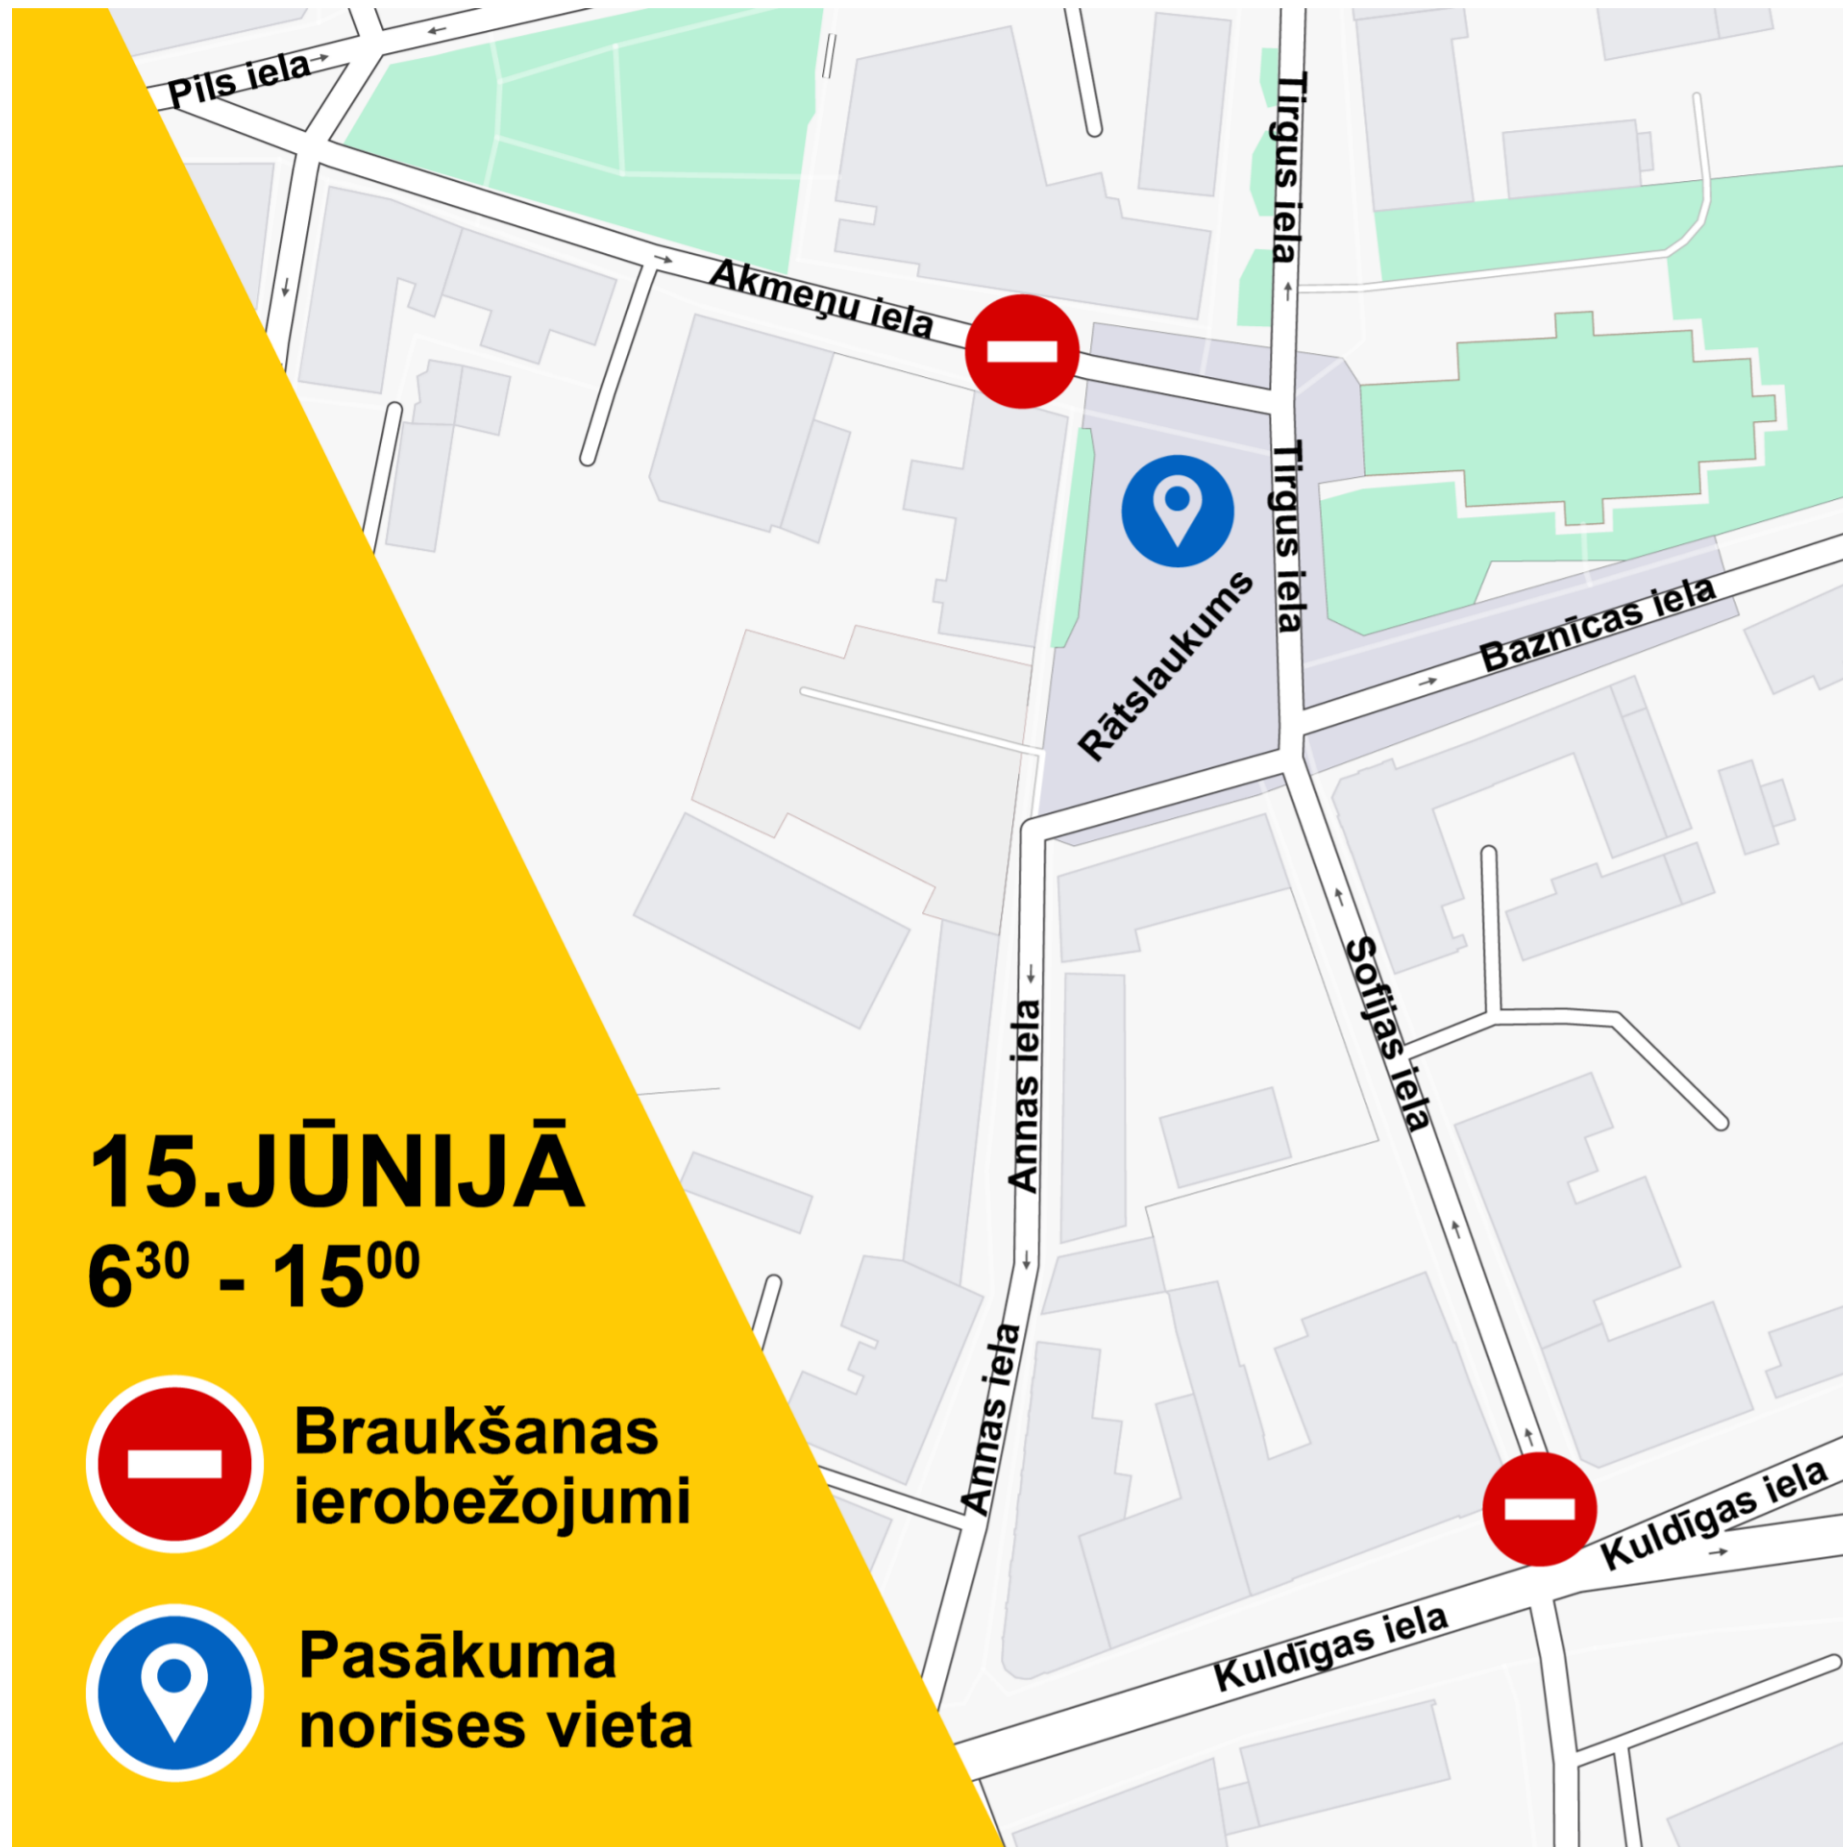 Pils iela
Tirgus iela
Akmeņu iela
Tirgus iela
Rātslaukums
Baznīcas iela
Sofijas iela
Annas iela
Annas iela
Kuldīgas iela
Kuldīgas iela
15.JŪNIJĀ
6³⁰ - 15⁰⁰
Braukšanas
ierobežojumi
Pasākuma
norises vieta